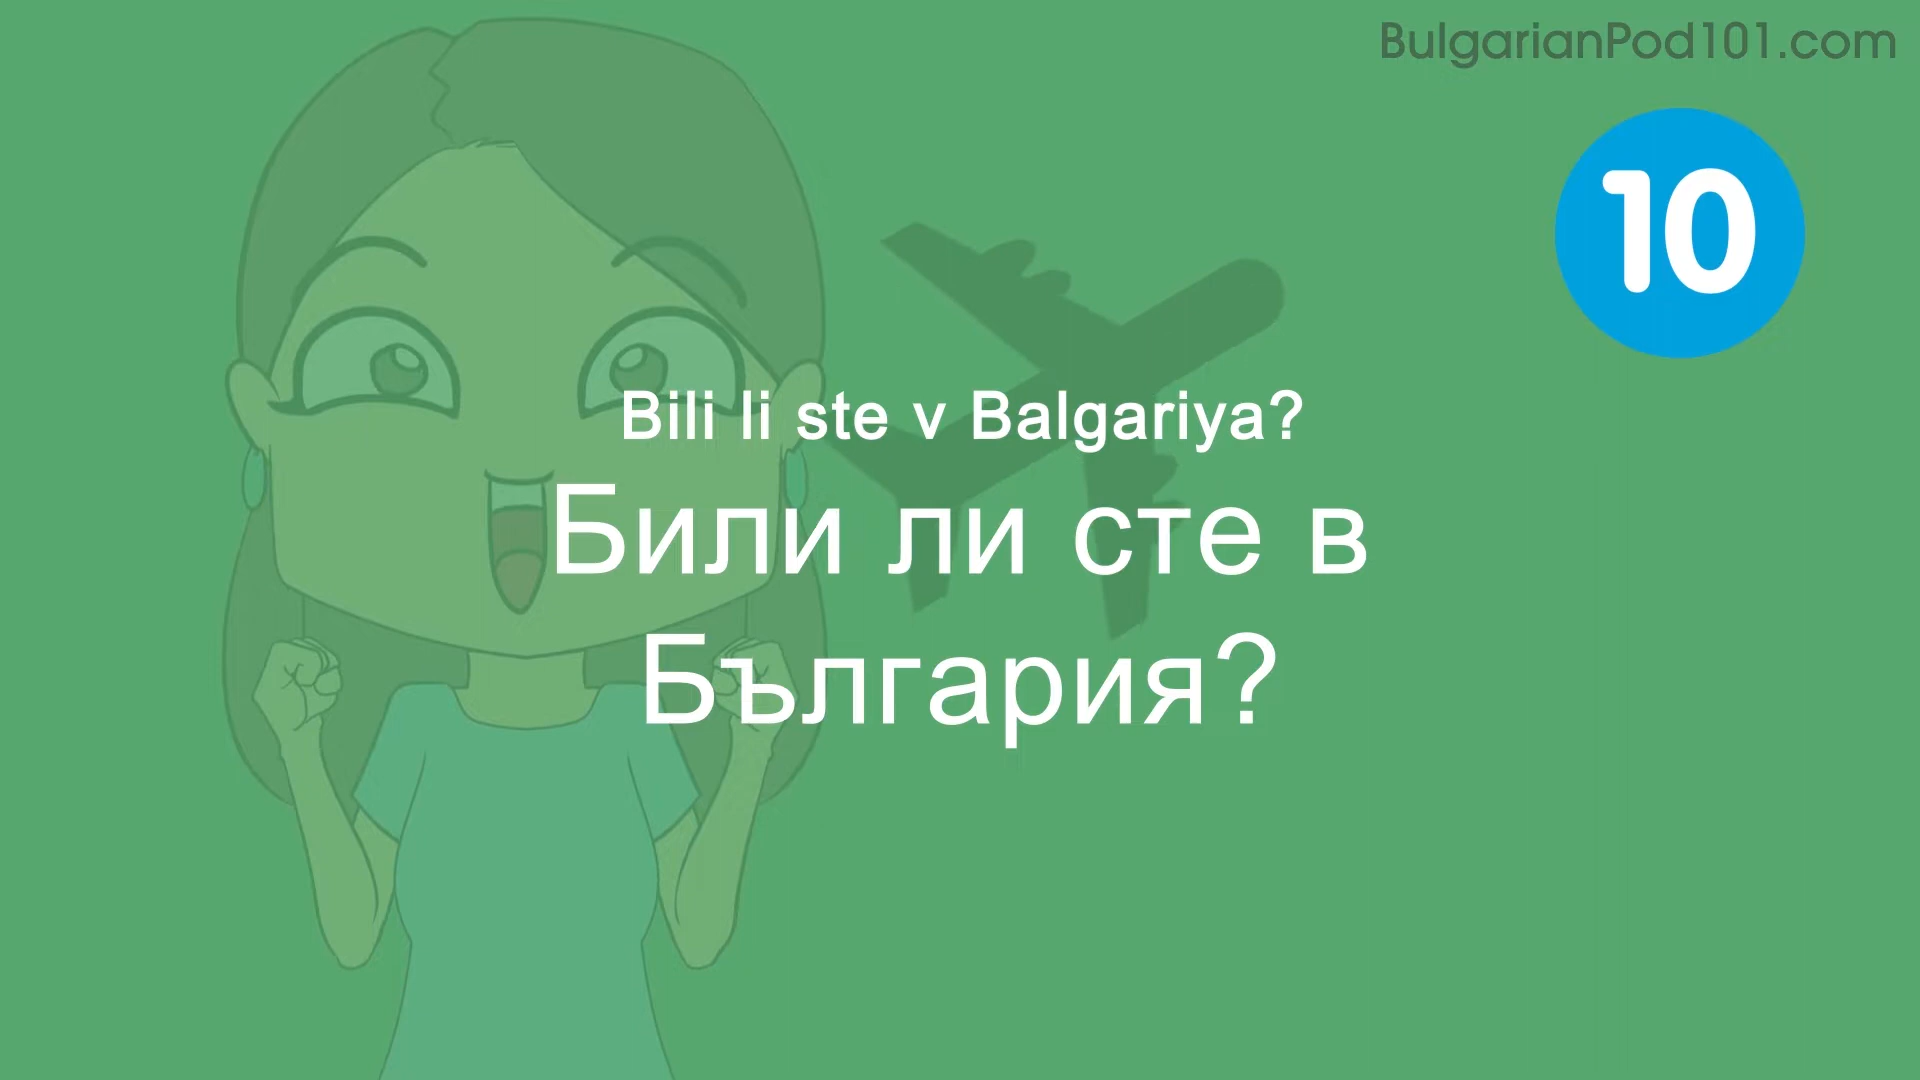 BulgarianPod101.com
10
Bili li ste v Balgariya?
Били ли сте в
България?